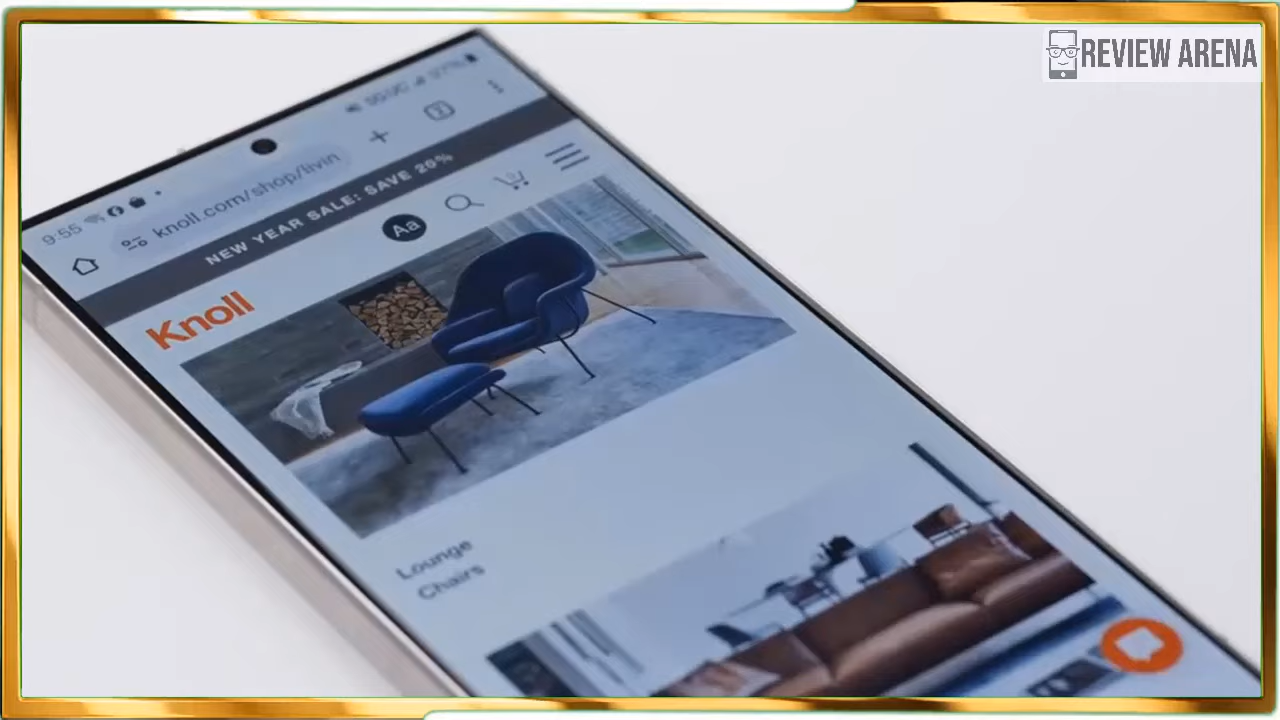 REVIEW ARENA
9:55
knoll.com/shop/livin
NEW YEAR SALE: SAVE 20%
Aa
Knoll
Lounge
Chairs